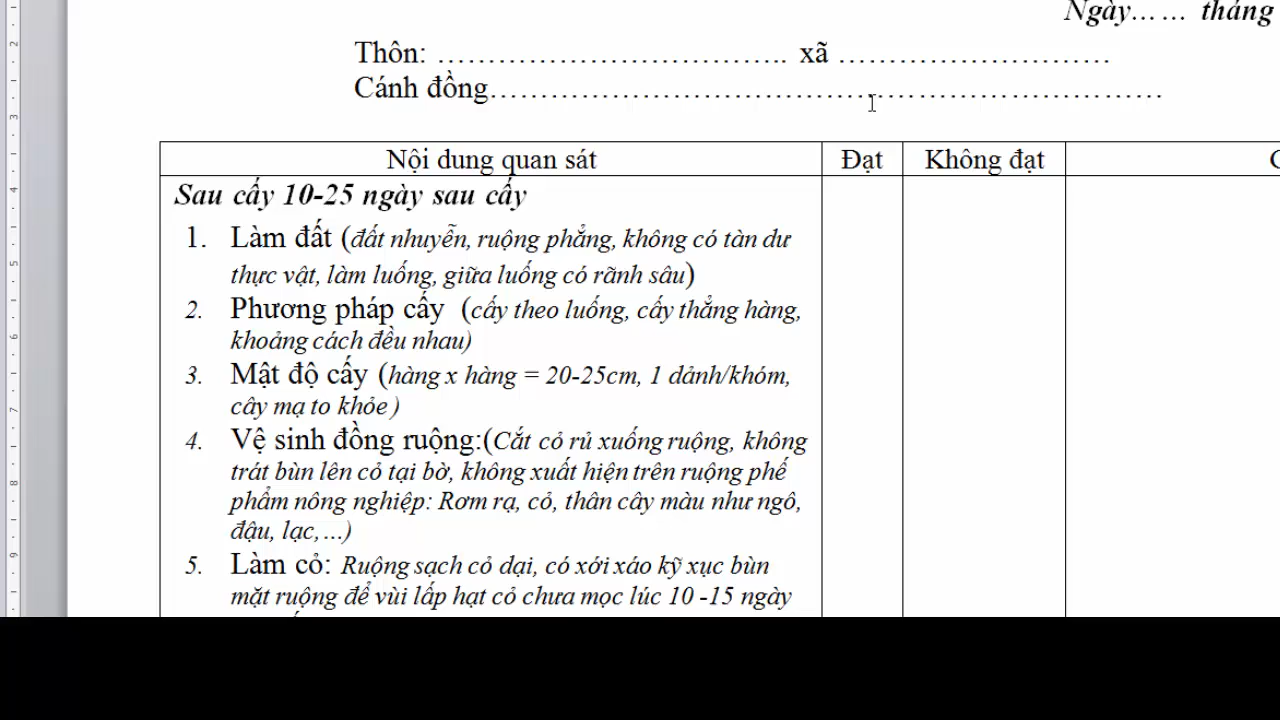 Ngày…… tháng
Thôn: …………………………….. xã ………………………
Cánh đồng…………………………………………………………
Nội dung quan sát Đạt Không đạt
Sau cấy 10-25 ngày sau cấy
1. Làm đất (đất nhuyễn, ruộng phẳng, không có tàn dư
thực vật, làm luống, giữa luống có rãnh sâu)
2. Phương pháp cấy (cấy theo luống, cấy thẳng hàng,
khoảng cách đều nhau)
3. Mật độ cấy (hàng x hàng = 20-25cm, 1 dảnh/khóm,
cây mạ to khỏe )
4. Vệ sinh đồng ruộng:(Cắt cỏ rủ xuống ruộng, không
trát bùn lên cỏ tại bờ, không xuất hiện trên ruộng phế
phẩm nông nghiệp: Rơm rạ, cỏ, thân cây màu như ngô,
đậu, lạc,…)
5. Làm cỏ: Ruộng sạch cỏ dại, có xới xáo kỹ xục bùn
mặt ruộng để vùi lấp hạt cỏ chưa mọc lúc 10 -15 ngày